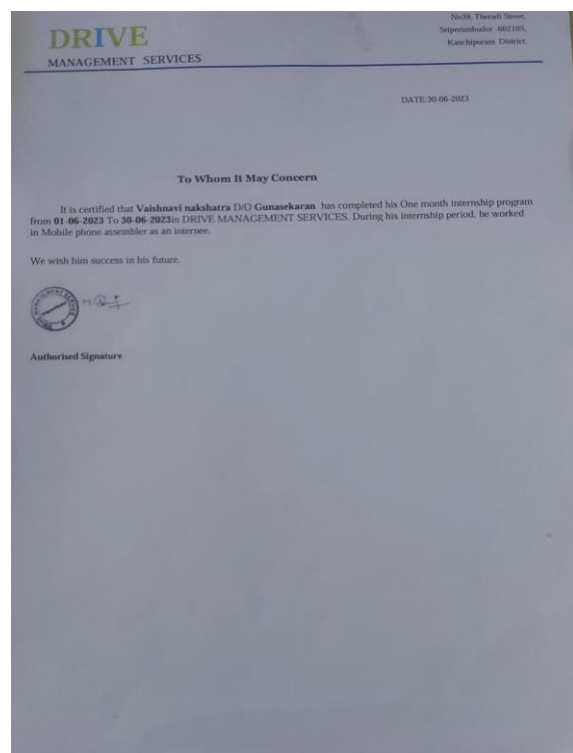 DRIVE
MANAGEMENT SERVICES
No39, Theradi Street,
Sriperumbudur -602105,
Kanchipuram District.
DATE:30-06-2023
To Whom It May Concern
It is certified that Vaishnavi nakshatra D/O Gunasekaran has completed his One month internship program
from 01-06-2023 To 30-06-2023in DRIVE MANAGEMENT SERVICES. During his internship period, he worked
in Mobile phone assembler as an internee.
We wish him success in his future.
Authorised Signature